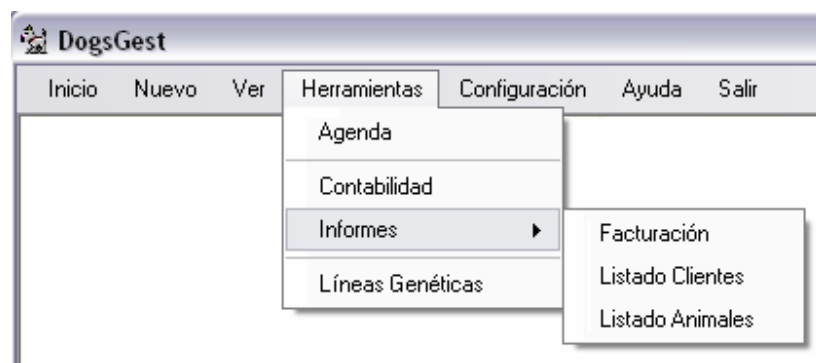 DogsGest
Inicio Nuevo Ver Herramientas Configuración Ayuda Salir
Agenda
Contabilidad
Informes
Facturación
Listado Clientes
Listado Animales
Líneas Genéticas